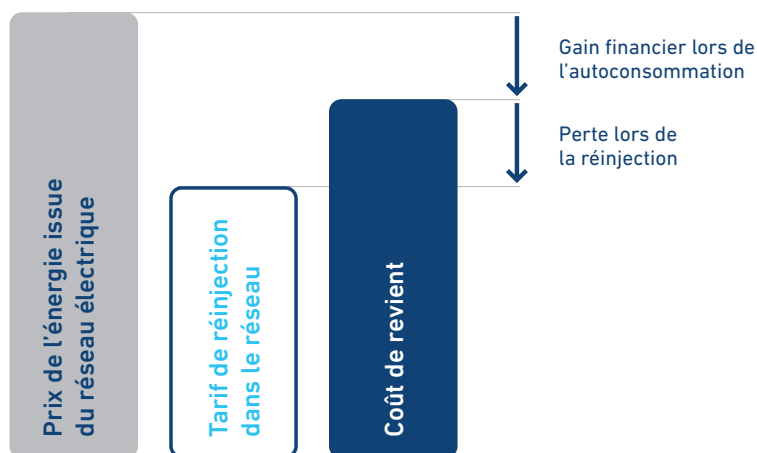 Gain financier lors de
l'autoconsommation
Perte lors de
la réinjection
Prix de l'énergie issue
du réseau électrique
Tarif de réinjection
dans le réseau
Coût de revient